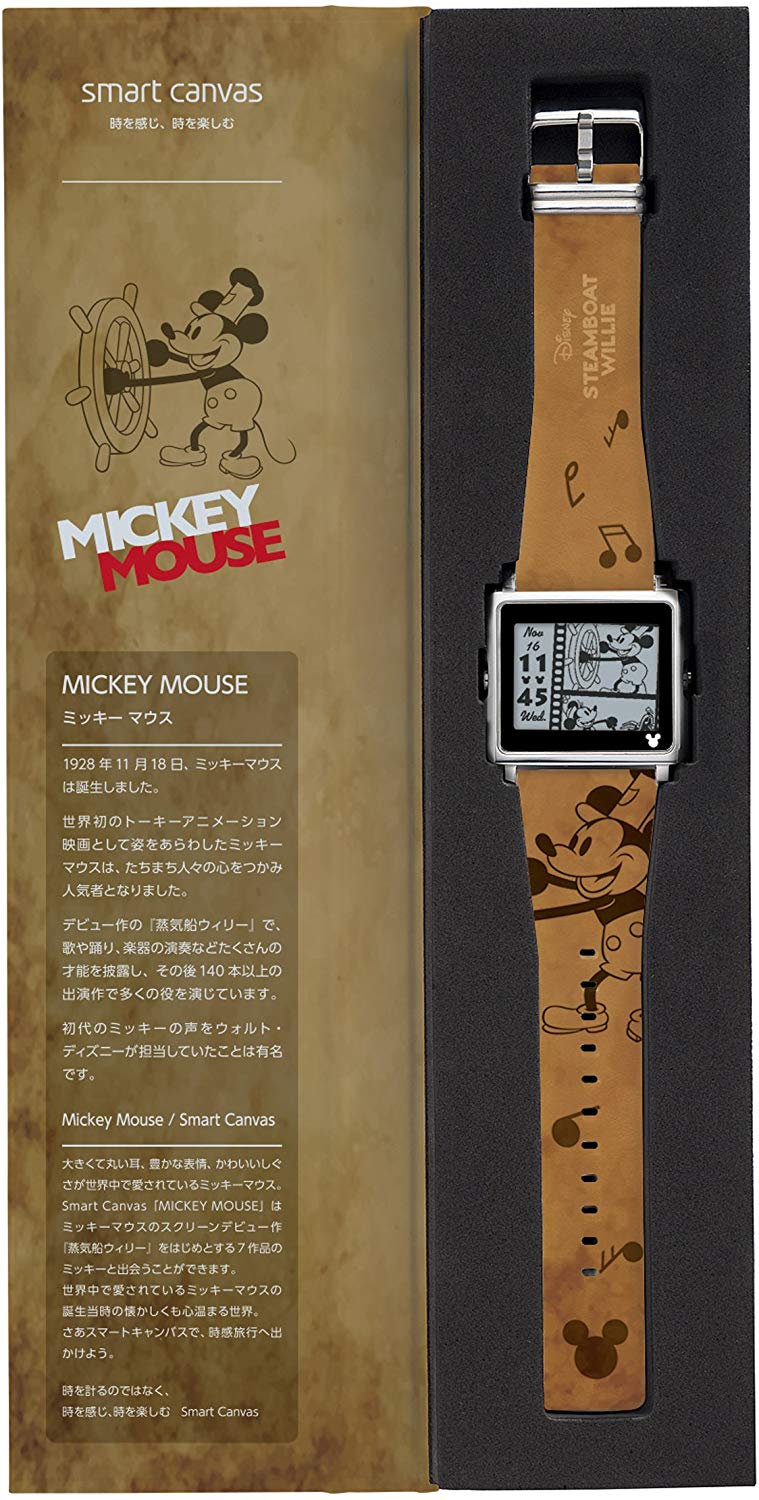 smart canvas
時を感じ、時を楽しむ
MICKEY
MOUSE
MICKEY MOUSE
ミッキー マウス
1928 年 11 月 18 日、ミッキーマウス
は誕生しました。
世界初のトーキーアニメーション
映画として姿をあらわしたミッキー
マウスは、たちまち人々の心をつかみ
人気者となりました。
デビュー作の『蒸気船ウィリー』で、
歌や踊り、楽器の演奏などたくさんの
才能を披露し、その後 140 本以上の
出演作で多くの役を演じています。
初代のミッキーの声をウォルト・
ディズニーが担当していたことは有名
です。
Mickey Mouse / Smart Canvas
大きくて丸い耳、豊かな表情、かわいいしぐ
さが世界中で愛されているミッキーマウス。
Smart Canvas「MICKEY MOUSE」は
ミッキーマウスのスクリーンデビュー作
『蒸気船ウィリー』をはじめとする 7 作品の
ミッキーと出会うことができます。
世界中で愛されているミッキーマウスの
誕生当時の懐かしくも心温まる世界。
さあスマートキャンバスで、時感旅行へ出
かけよう。
時を計るのではなく、
時を感じ、時を楽しむ Smart Canvas
Disney
STEAMBOAT
WILLIE
Nov
16
11
45
Wed.